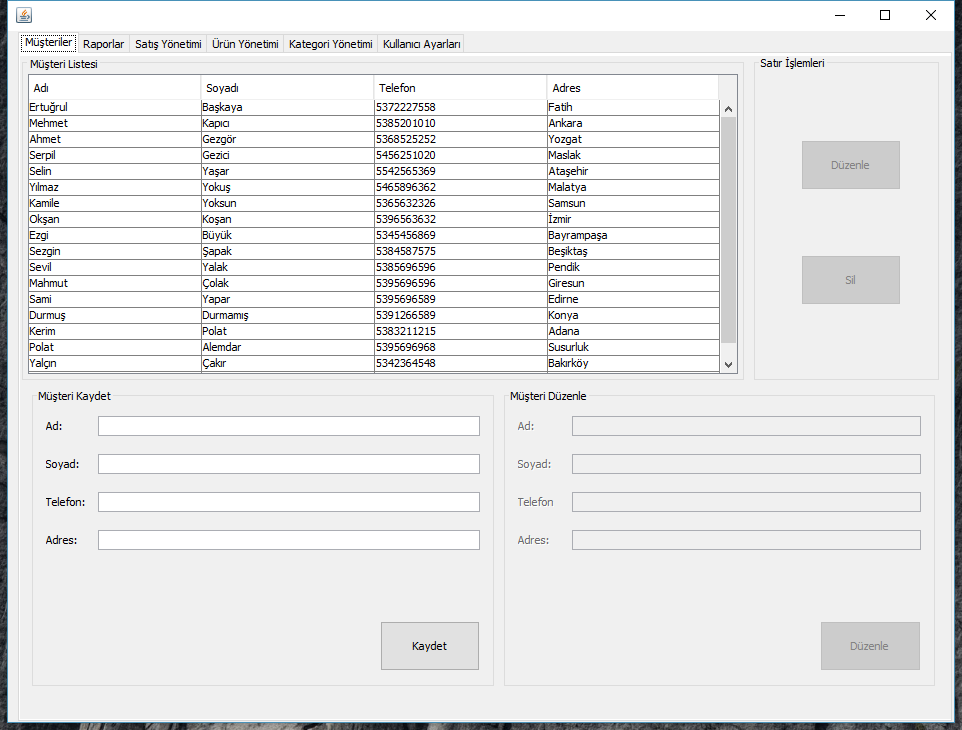 Müşteriler Raporlar Satış Yönetimi Ürün Yönetimi Kategori Yönetimi Kullanıcı Ayarları
Müşteri Listesi
Adı Soyadı Telefon Adres
Ertuğrul Başkaya 5372227558 Fatih
Mehmet Kapıcı 5385201010 Ankara
Ahmet Gezgör 5368525252 Yozgat
Serpil Gezici 5456251020 Maslak
Selin Yaşar 5542565369 Ataşehir
Yılmaz Yokuş 5465896362 Malatya
Kamile Yoksun 5365632326 Samsun
Okşan Koşan 5396563632 İzmir
Ezgi Büyük 5345456869 Bayrampaşa
Sezgin Şapak 5384587575 Beşiktaş
Sevil Yalak 5385696596 Pendik
Mahmut Çolak 5395696596 Giresun
Sami Yapar 5395696589 Edirne
Durmuş Durmamış 5391266589 Konya
Kerim Polat 5383211215 Adana
Polat Alemdar 5395696968 Susurluk
Yalçın Çakır 5342364548 Bakırköy
Satır İşlemleri
Düzenle
Sil
Müşteri Kaydet
Ad:
Soyad:
Telefon:
Adres:
Kaydet
Müşteri Düzenle
Ad:
Soyad:
Telefon
Adres:
Düzenle